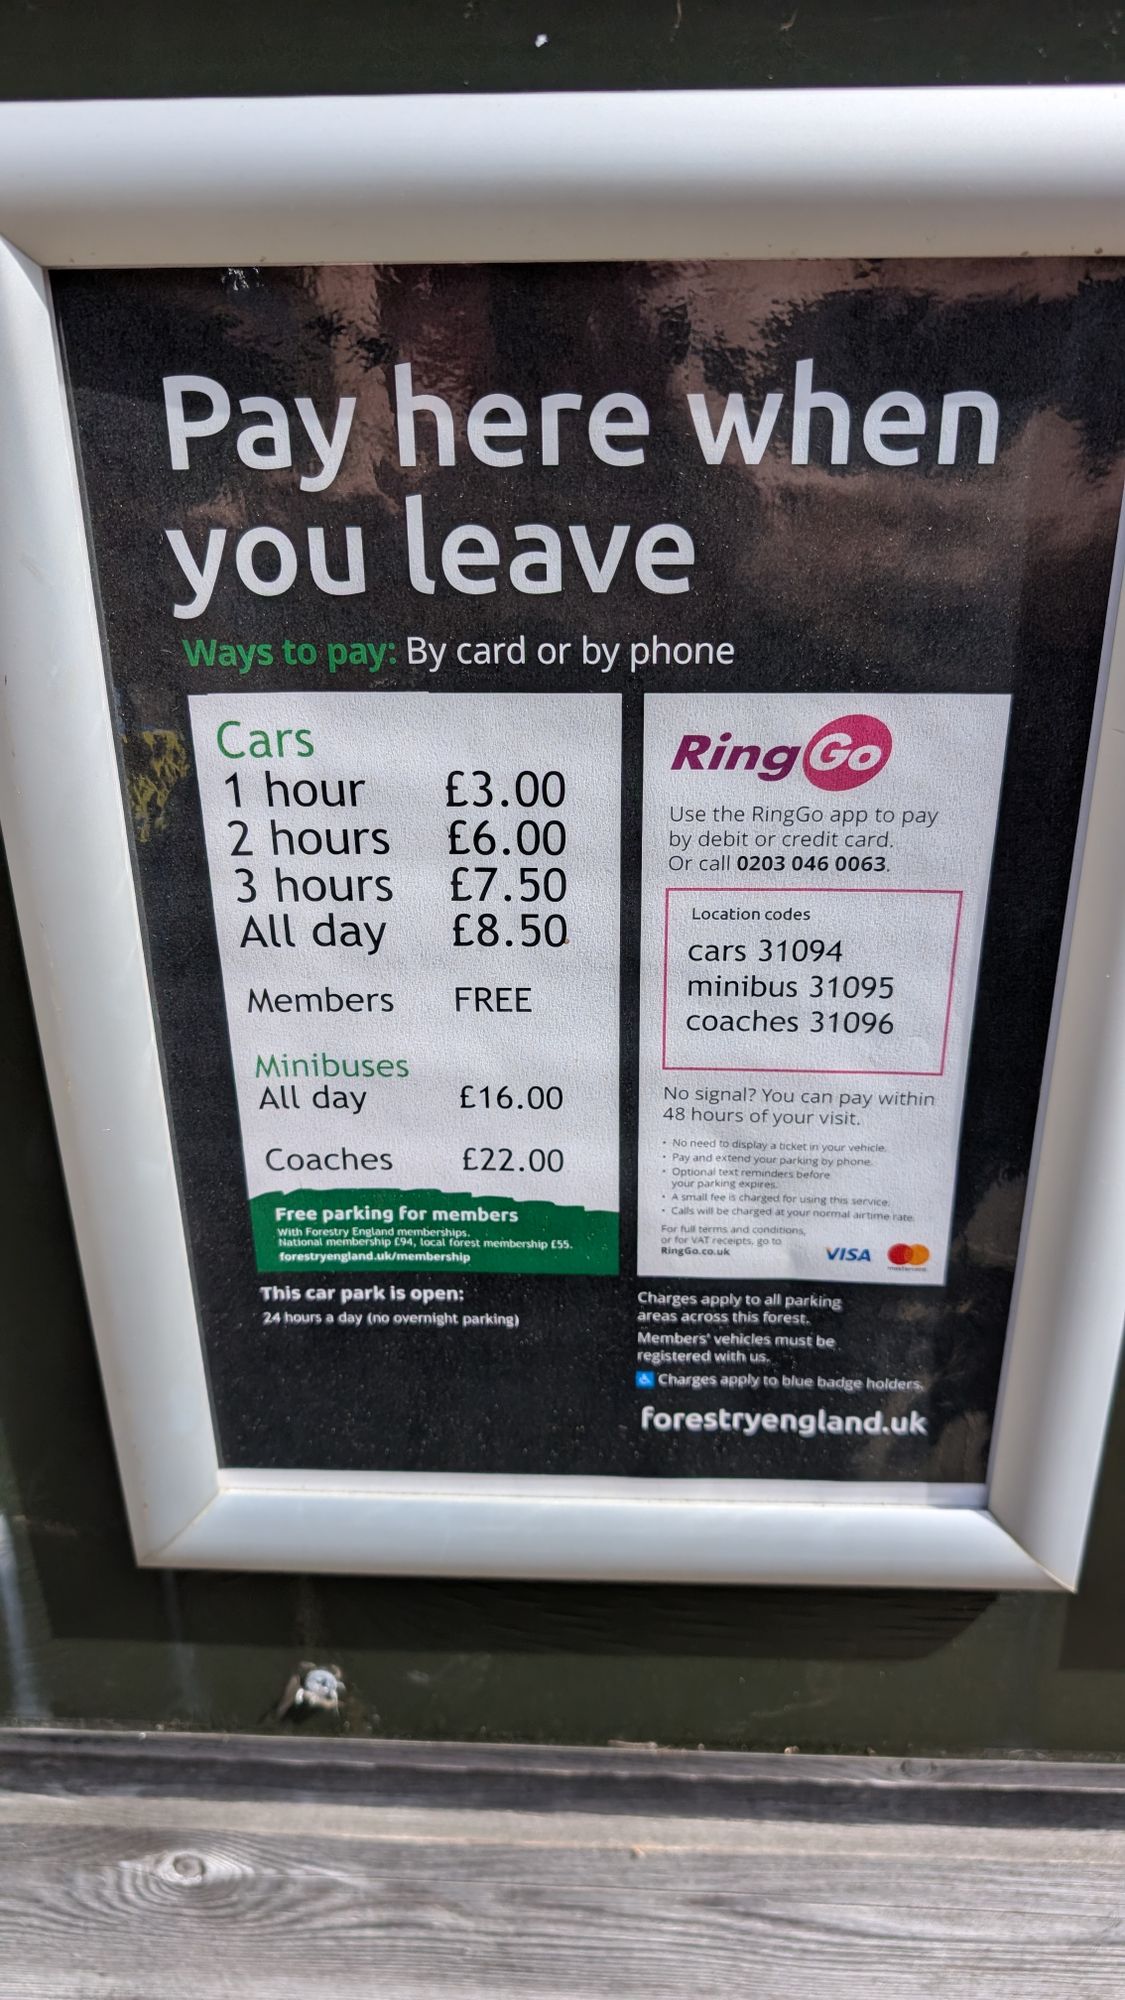 Pay here when
you leave
Ways to pay: By card or by phone
Cars
1 hour £3.00
2 hours £6.00
3 hours £7.50
All day £8.50
Members FREE
Minibuses
All day £16.00
Coaches £22.00
Free parking for members
With Forestry England memberships.
National membership £94, local forest membership £55.
forestryengland.uk/membership
This car park is open:
24 hours a day (no overnight parking)
RingGo
Use the RingGo app to pay
by debit or credit card.
Or call 0203 046 0063.
Location codes
cars 31094
minibus 31095
coaches 31096
No signal? You can pay within
48 hours of your visit.
• No need to display a ticket in your vehicle.
• Pay and extend your parking by phone.
• Optional text reminders before
your parking expires.
• A small fee is charged for using this service.
• Calls will be charged at your normal airtime rate.
For full terms and conditions,
or for VAT receipts, go to
RingGo.co.uk
VISA
mastercard
Charges apply to all parking
areas across this forest.
Members' vehicles must be
registered with us.
Charges apply to blue badge holders.
forestryengland.uk